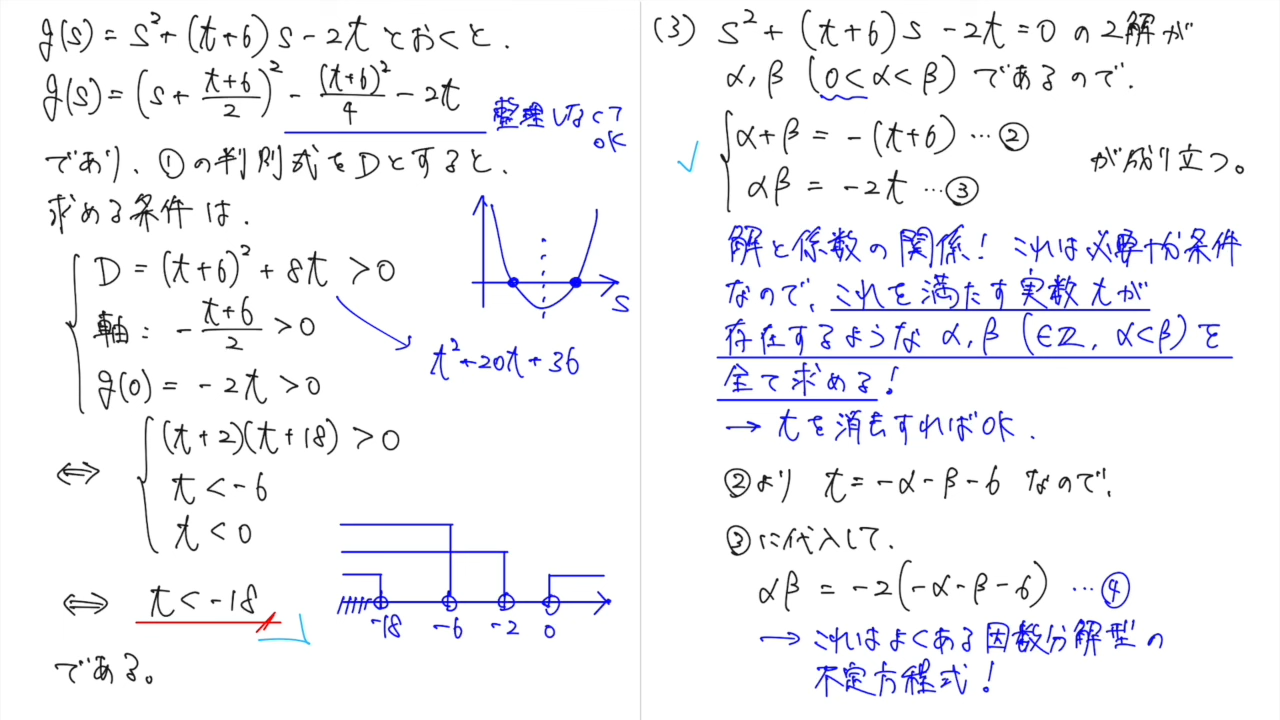 g(s) = s² + (t+6)s - 2t とおくと.
g(s) = (s + (t+6)/2)² - (t+6)²/4 - 2t
整理しなくて
OK
であり、①の判別式をDとすると、
求める条件は、
D = (t+6)² + 8t > 0
軸: - (t+6)/2 > 0
g(0) = -2t > 0
s
t²+20t+36
⇔
(t+2)(t+18) > 0
t < -6
t < 0
⇔ t < -18
-18 -6 -2 0
である。
(3) s² + (t+6)s - 2t = 0 の2解が
α, β (0 < α < β) であるので、
α+β = -(t+6) … ②
αβ = -2t … ③
が成り立つ。
解と係数の関係! これは必要十分条件
なので、これを満たす実数tが
存在するような α, β (∈ℤ, α<β) を
全て求める!
→ tを消去すればOK.
②より t = -α-β-6 なので、
③に代入して、
αβ = -2(-α-β-6) … ④
→ これはよくある因数分解型の
不定方程式!